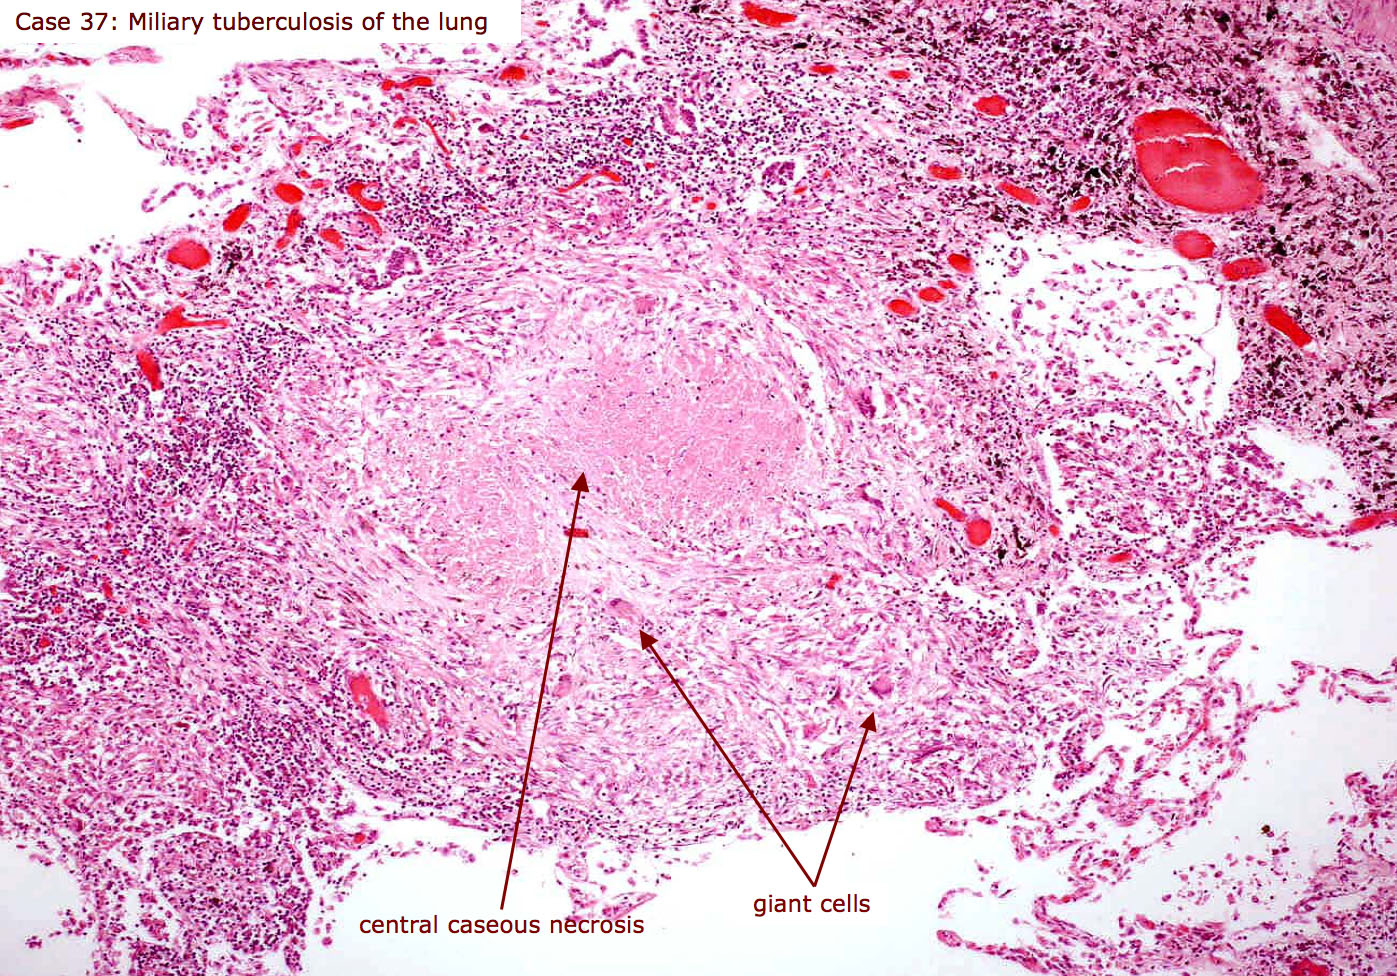 Case 37: Miliary tuberculosis of the lung
giant cells
central caseous necrosis